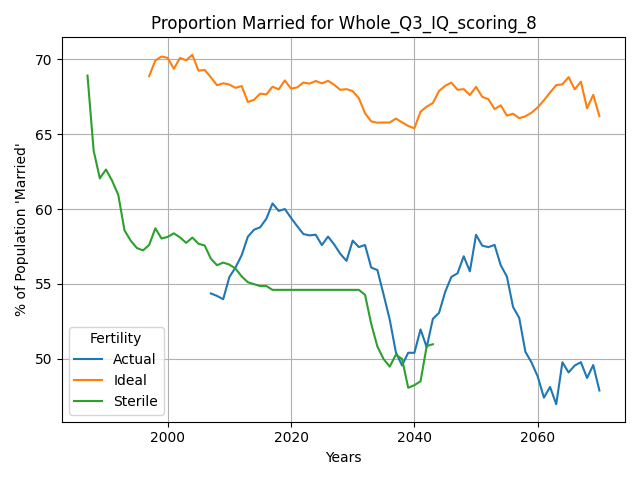 Proportion Married for Whole_Q3_IQ_scoring_8
% of Population 'Married'
70
65
60
55
50
Fertility
Actual
Ideal
Sterile
2000
2020
2040
2060
Years